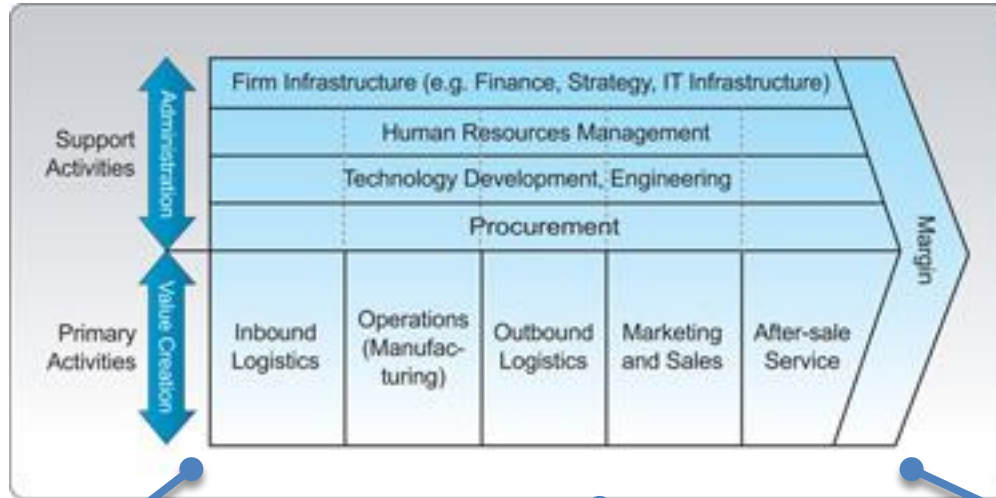 Firm Infrastructure (e.g. Finance, Strategy, IT Infrastructure)
Human Resources Management
Technology Development, Engineering
Procurement
Support
Activities
Administration
Margin
Primary
Activities
Value Creation
Inbound
Logistics
Operations
(Manufac-
turing)
Outbound
Logistics
Marketing
and Sales
After-sale
Service